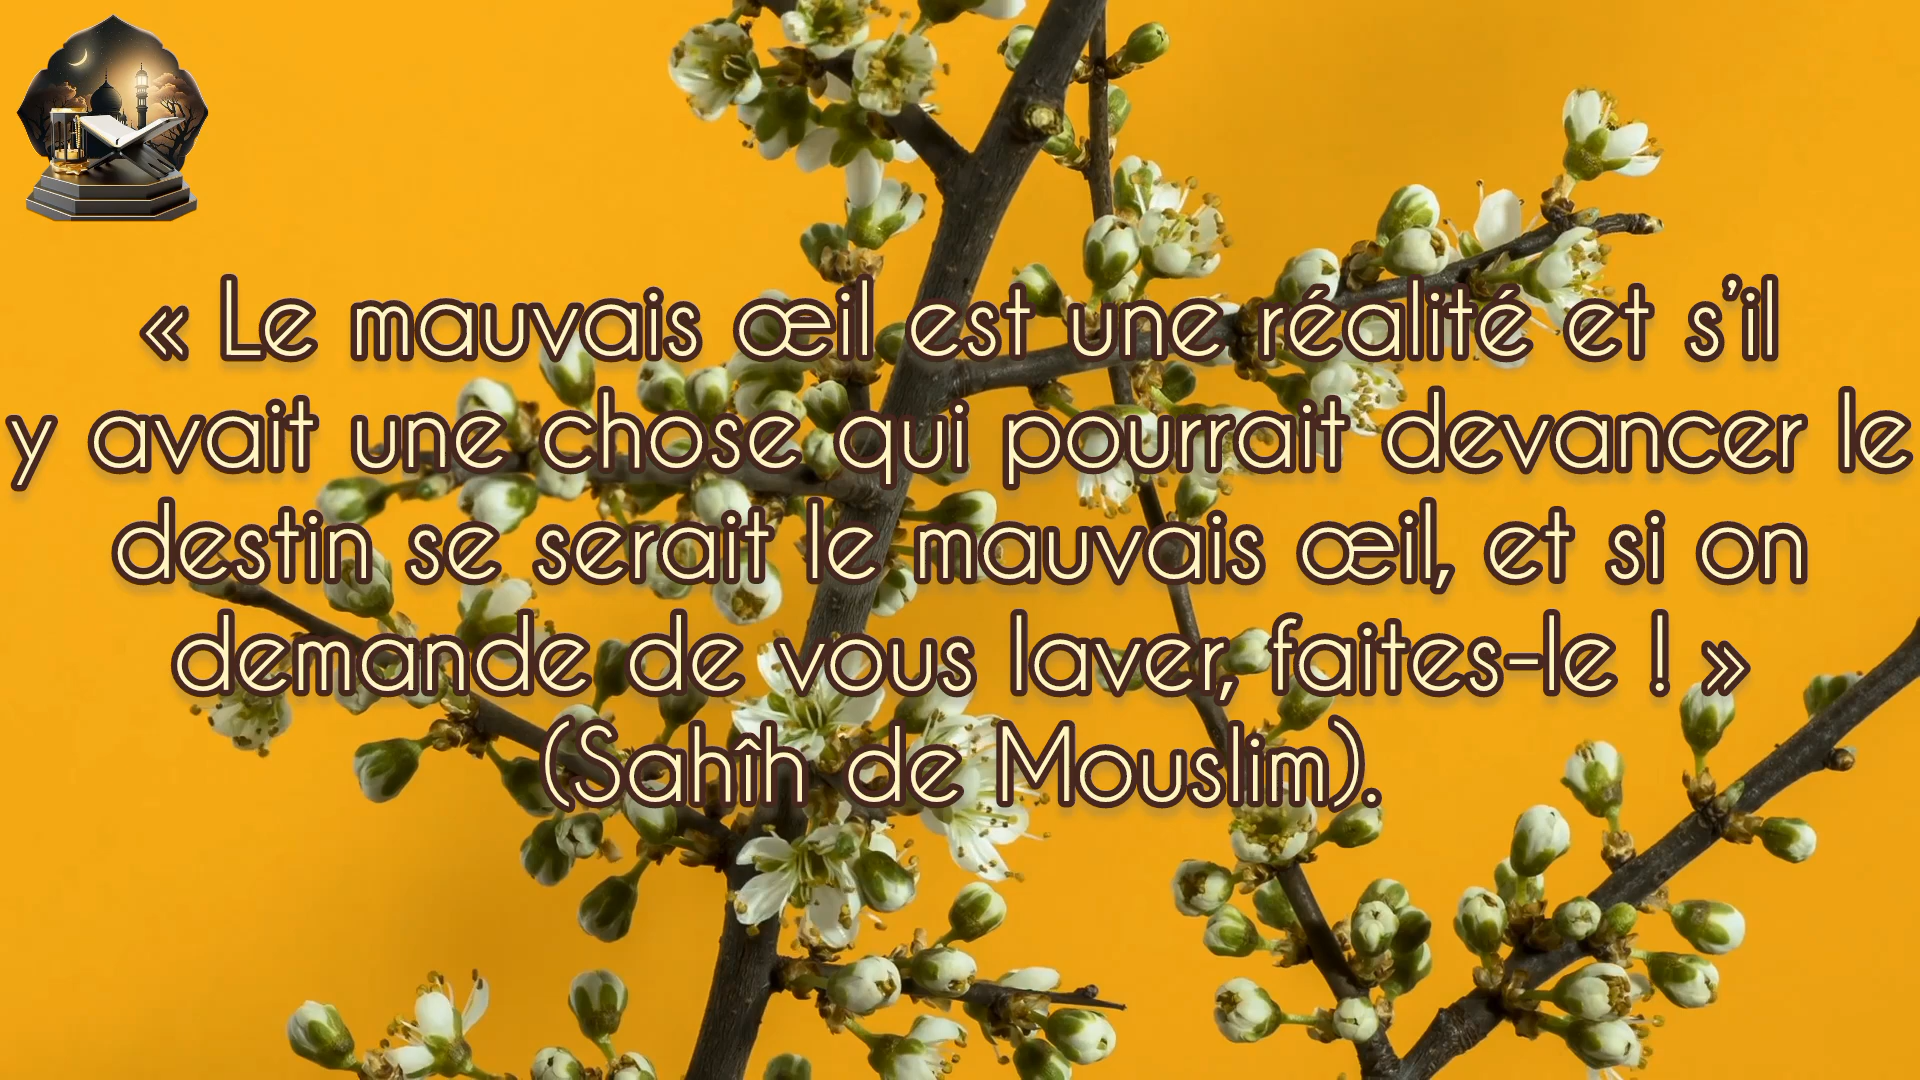 « Le mauvais œil est une réalité et s’il
y avait une chose qui pourrait devancer le
destin se serait le mauvais œil, et si on
demande de vous laver, faites-le ! »
(Sahîh de Mouslim).